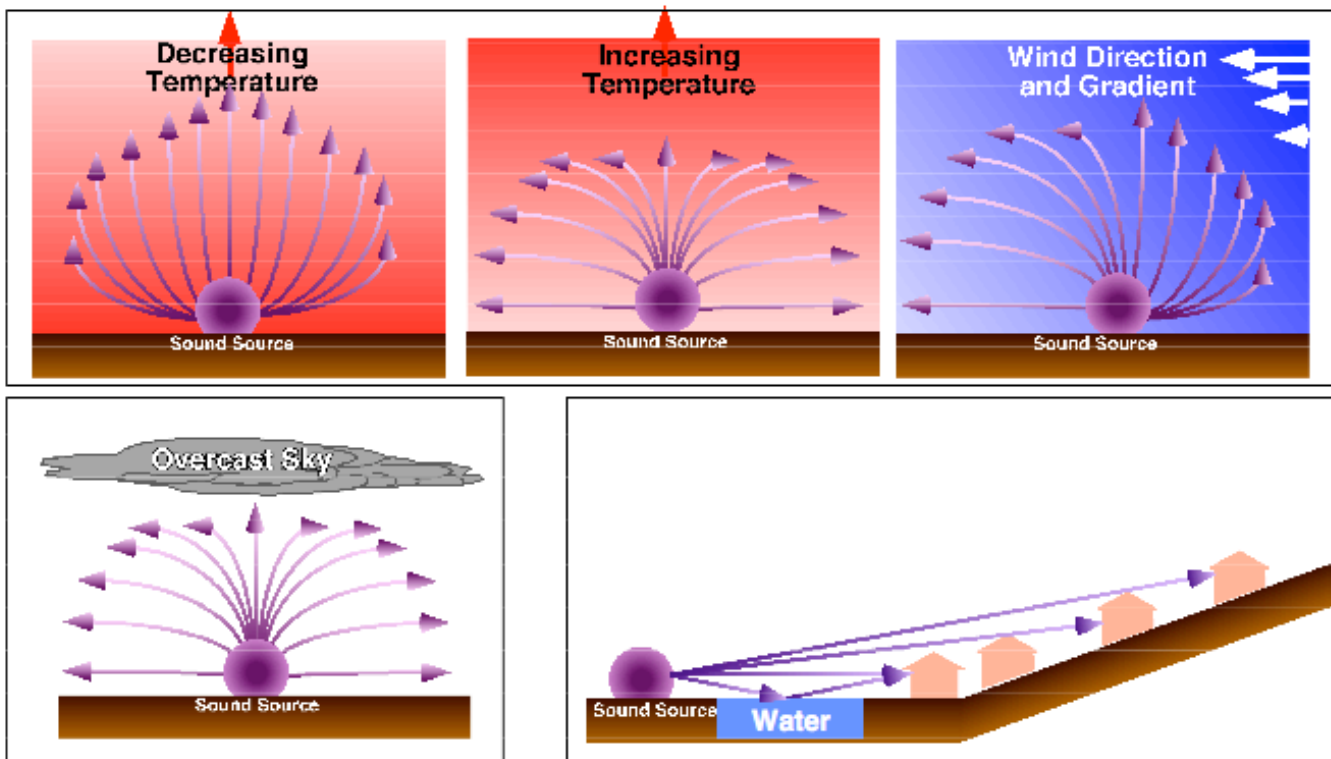 Decreasing
Temperature
Sound Source
Increasing
Temperature
Sound Source
Wind Direction
and Gradient
Sound Source
Overcast Sky
Sound Source
Sound Source
Water